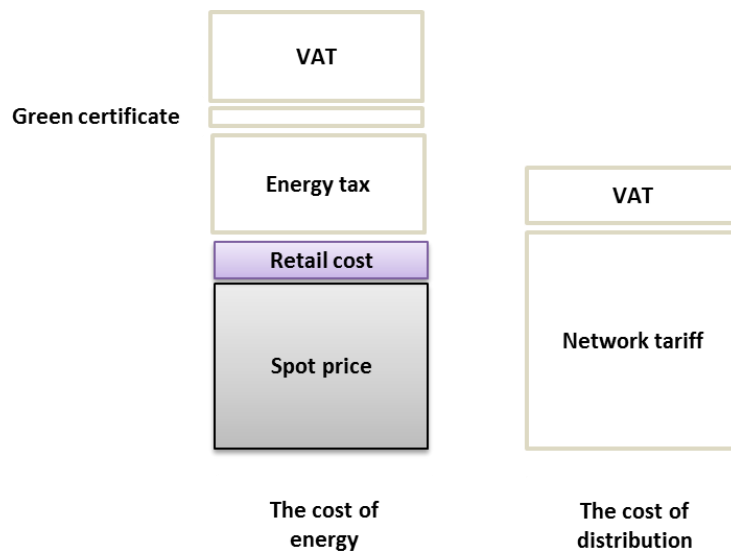 VAT
Green certificate
Energy tax
VAT
Retail cost
Network tariff
Spot price
The cost of
energy
The cost of
distribution